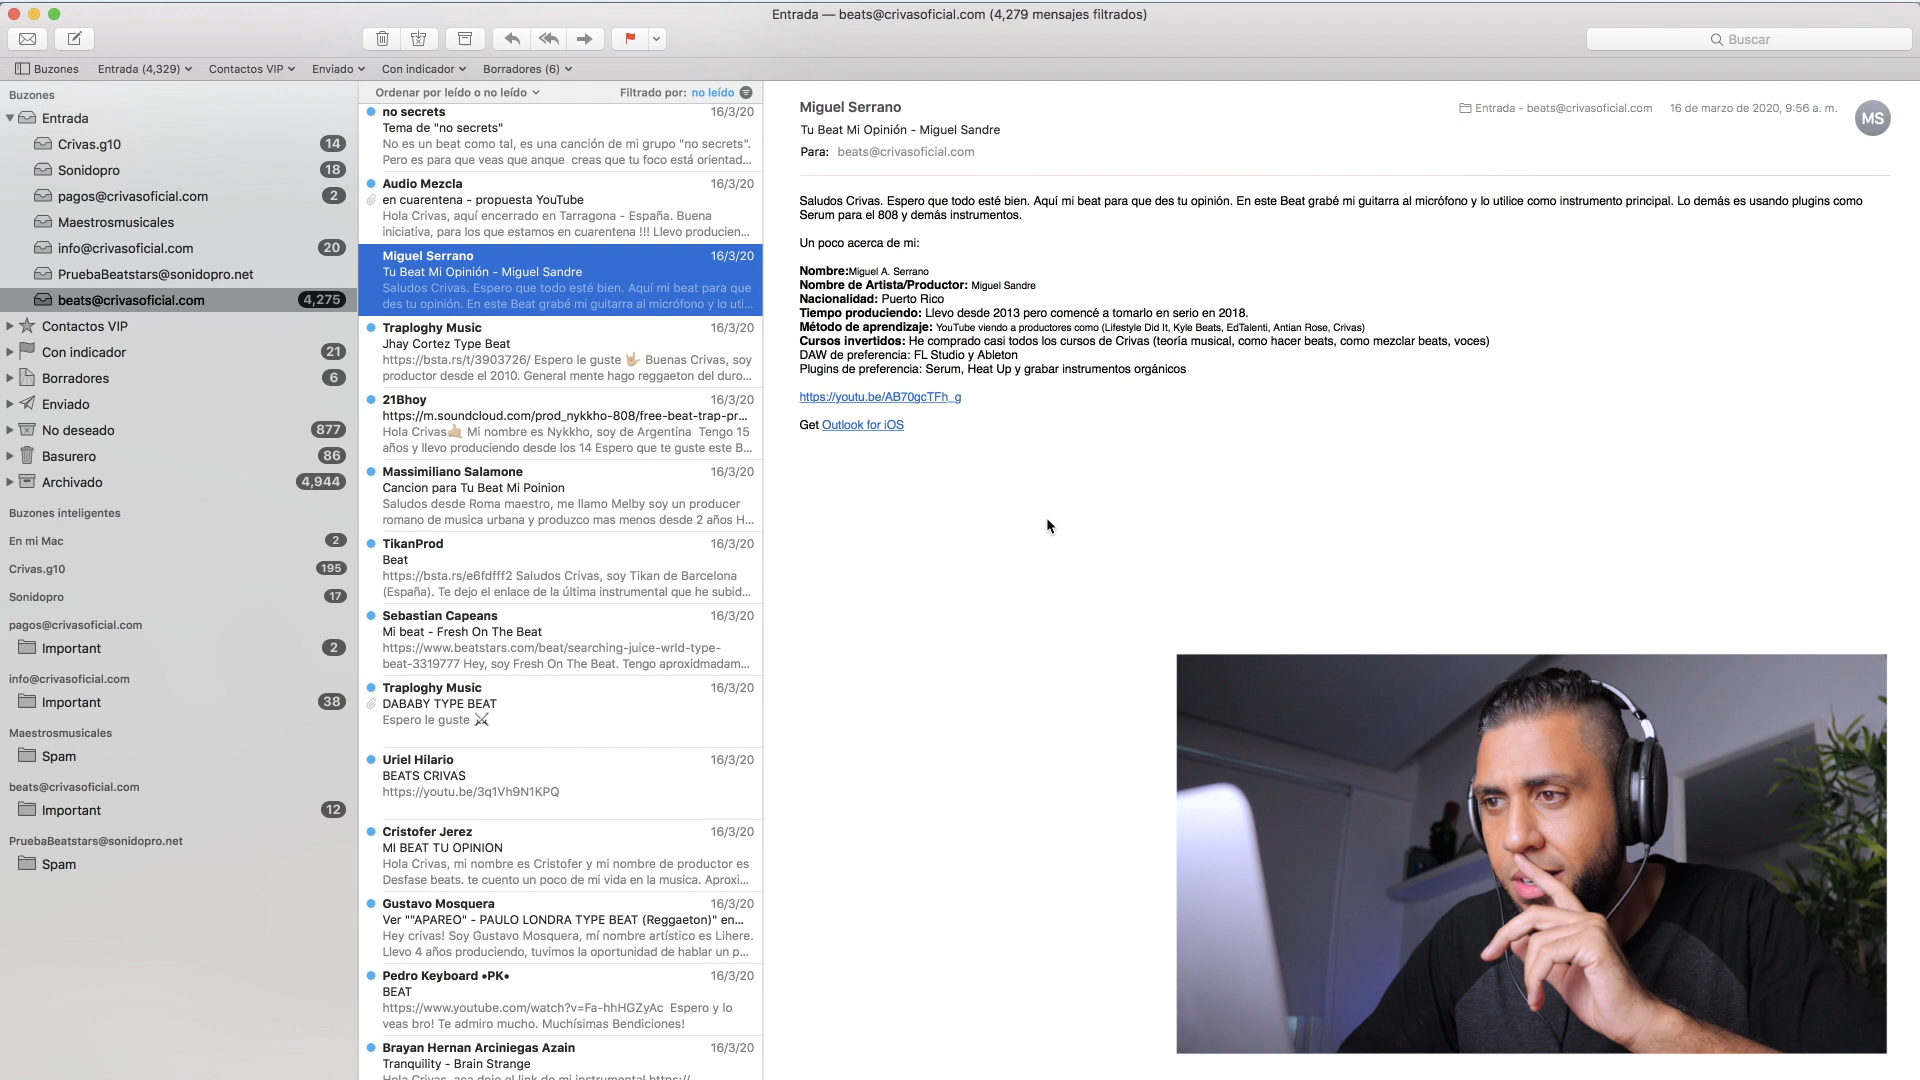 Entrada — beats@crivasoficial.com (4,279 mensajes filtrados)
Buscar
Buzones
Entrada (4,329)
Contactos VIP
Enviado
Con indicador
Borradores (6)
Buzones
Entrada
Crivas.g10 14
Sonidopro 18
pagos@crivasoficial.com 2
Maestrosmusicales
info@crivasoficial.com 20
PruebaBeatstars@sonidopro.net
beats@crivasoficial.com 4,275
Contactos VIP
Con indicador 21
Borradores 6
Enviado
No deseado 877
Basurero 86
Archivado 4,944
Buzones inteligentes
En mi Mac 2
Crivas.g10 195
Sonidopro 17
pagos@crivasoficial.com
Important 2
info@crivasoficial.com
Important 38
Maestrosmusicales
Spam
beats@crivasoficial.com
Important 12
PruebaBeatstars@sonidopro.net
Spam
Ordenar por leído o no leído
Filtrado por: no leído
no secrets 16/3/20
Tema de "no secrets"
No es un beat como tal, es una canción de mi grupo "no secrets".
Pero es para que veas que anque creas que tu foco está orientad...
Audio Mezcla 16/3/20
en cuarentena - propuesta YouTube
Hola Crivas, aquí encerrado en Tarragona - España. Buena
iniciativa, para los que estamos en cuarentena !!! Llevo producien...
Miguel Serrano 16/3/20
Tu Beat Mi Opinión - Miguel Sandre
Saludos Crivas. Espero que todo esté bien. Aquí mi beat para que
des tu opinión. En este Beat grabé mi guitarra al micrófono y lo uti...
Traploghy Music 16/3/20
Jhay Cortez Type Beat
https://bsta.rs/t/3903726/ Espero le guste 🤟🏼 Buenas Crivas, soy
productor desde el 2010. General mente hago reggaeton del duro...
21Bhoy 16/3/20
https://m.soundcloud.com/prod_nykkho-808/free-beat-trap-pr...
Hola Crivas🤙🏼 Mi nombre es Nykkho, soy de Argentina Tengo 15
años y llevo produciendo desde los 14 Espero que te guste este B...
Massimiliano Salamone 16/3/20
Cancion para Tu Beat Mi Poinion
Saludos desde Roma maestro, me llamo Melby soy un producer
romano de musica urbana y produzco mas menos desde 2 años H...
TikanProd 16/3/20
Beat
https://bsta.rs/e6fdfff2 Saludos Crivas, soy Tikan de Barcelona
(España). Te dejo el enlace de la última instrumental que he subid...
Sebastian Capeans 16/3/20
Mi beat - Fresh On The Beat
https://www.beatstars.com/beat/searching-juice-wrld-type-
beat-3319777 Hey, soy Fresh On The Beat. Tengo aproxidmadam...
Traploghy Music 16/3/20
DABABY TYPE BEAT
Espero le guste ⚔
Uriel Hilario 16/3/20
BEATS CRIVAS
https://youtu.be/3q1Vh9N1KPQ
Cristofer Jerez 16/3/20
MI BEAT TU OPINION
Hola Crivas, mi nombre es Cristofer y mi nombre de productor es
Desfase beats. te cuento un poco de mi vida en la musica. Aproxi...
Gustavo Mosquera 16/3/20
Ver ""APAREO" - PAULO LONDRA TYPE BEAT (Reggaeton)" en...
Hey crivas! Soy Gustavo Mosquera, mí nombre artístico es Lihere.
Llevo 4 años produciendo, tuvimos la oportunidad de hablar un p...
Pedro Keyboard •PK• 16/3/20
BEAT
https://www.youtube.com/watch?v=Fa-hhHGZyAc Espero y lo
veas bro! Te admiro mucho. Muchísimas Bendiciones!
Brayan Hernan Arciniegas Azain 16/3/20
Tranquility - Brain Strange
Hola Crivas, aca dejo el link de mi instrumental https://
Miguel Serrano
Entrada - beats@crivasoficial.com 16 de marzo de 2020, 9:56 a. m.
MS
Tu Beat Mi Opinión - Miguel Sandre
Para: beats@crivasoficial.com
Saludos Crivas. Espero que todo esté bien. Aquí mi beat para que des tu opinión. En este Beat grabé mi guitarra al micrófono y lo utilice como instrumento principal. Lo demás es usando plugins como
Serum para el 808 y demás instrumentos.
Un poco acerca de mi:
Nombre:Miguel A. Serrano
Nombre de Artista/Productor: Miguel Sandre
Nacionalidad: Puerto Rico
Tiempo produciendo: Llevo desde 2013 pero comencé a tomarlo en serio en 2018.
Método de aprendizaje: YouTube viendo a productores como (Lifestyle Did It, Kyle Beats, EdTalenti, Antian Rose, Crivas)
Cursos invertidos: He comprado casi todos los cursos de Crivas (teoría musical, como hacer beats, como mezclar beats, voces)
DAW de preferencia: FL Studio y Ableton
Plugins de preferencia: Serum, Heat Up y grabar instrumentos orgánicos
https://youtu.be/AB70gcTFh_g
Get Outlook for iOS